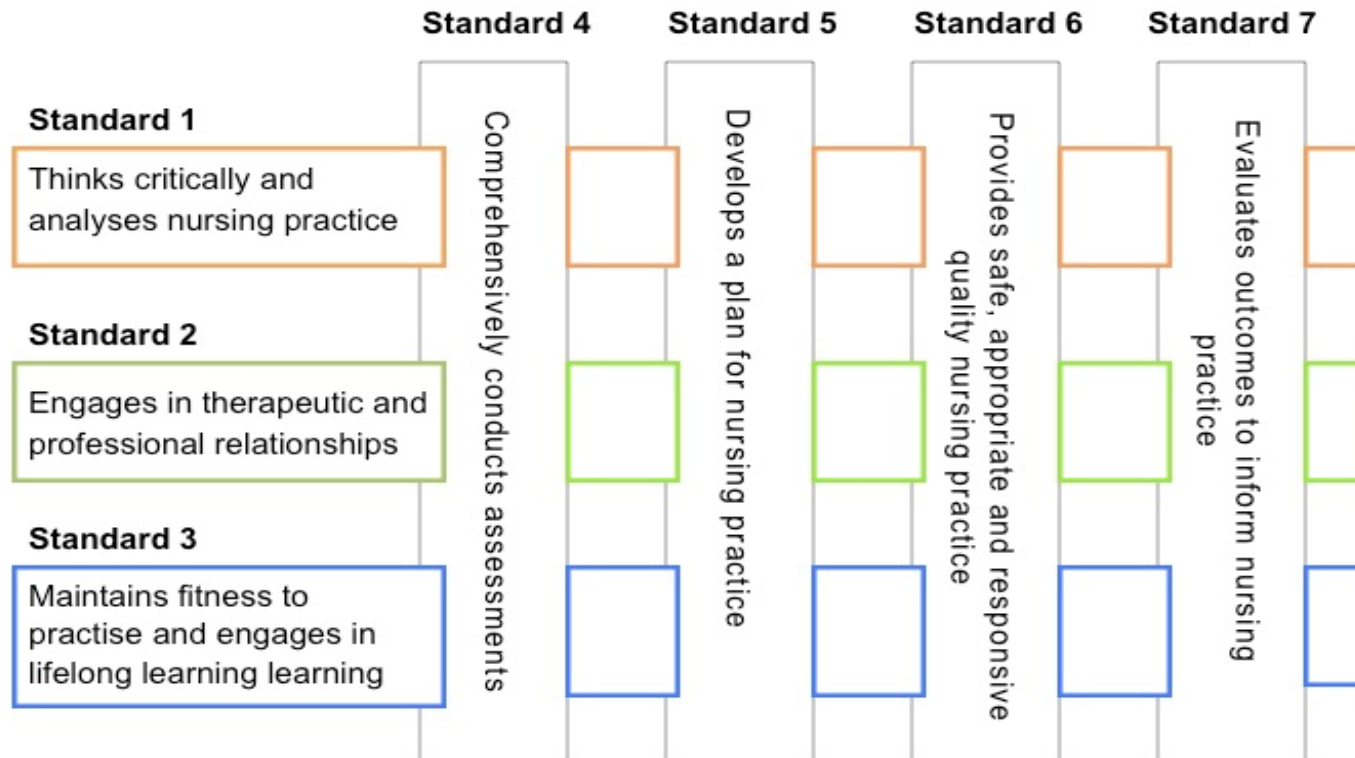 Standard 4
Standard 5
Standard 6
Standard 7
Standard 1
Thinks critically and
analyses nursing practice
Standard 2
Engages in therapeutic and
professional relationships
Standard 3
Maintains fitness to
practise and engages in
lifelong learning learning
Comprehensively conducts assessments
Develops a plan for nursing practice
Provides safe, appropriate and responsive
quality nursing practice
Evaluates outcomes to inform nursing
practice